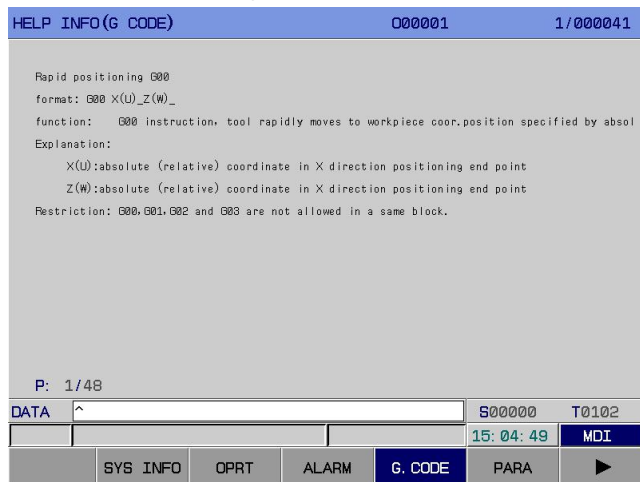 HELP INFO(G CODE) O00001 1/000041
Rapid positioning G00
format: G00 X(U)_Z(W)_
function: G00 instruction, tool rapidly moves to workpiece coor.position specified by absol
Explanation:
X(U):absolute (relative) coordinate in X direction positioning end point
Z(W):absolute (relative) coordinate in X direction positioning end point
Restriction: G00,G01,G02 and G03 are not allowed in a same block.
P: 1/48
DATA ^ S00000 T0102
15:04:49 MDI
SYS INFO OPRT ALARM G.CODE PARA ▶